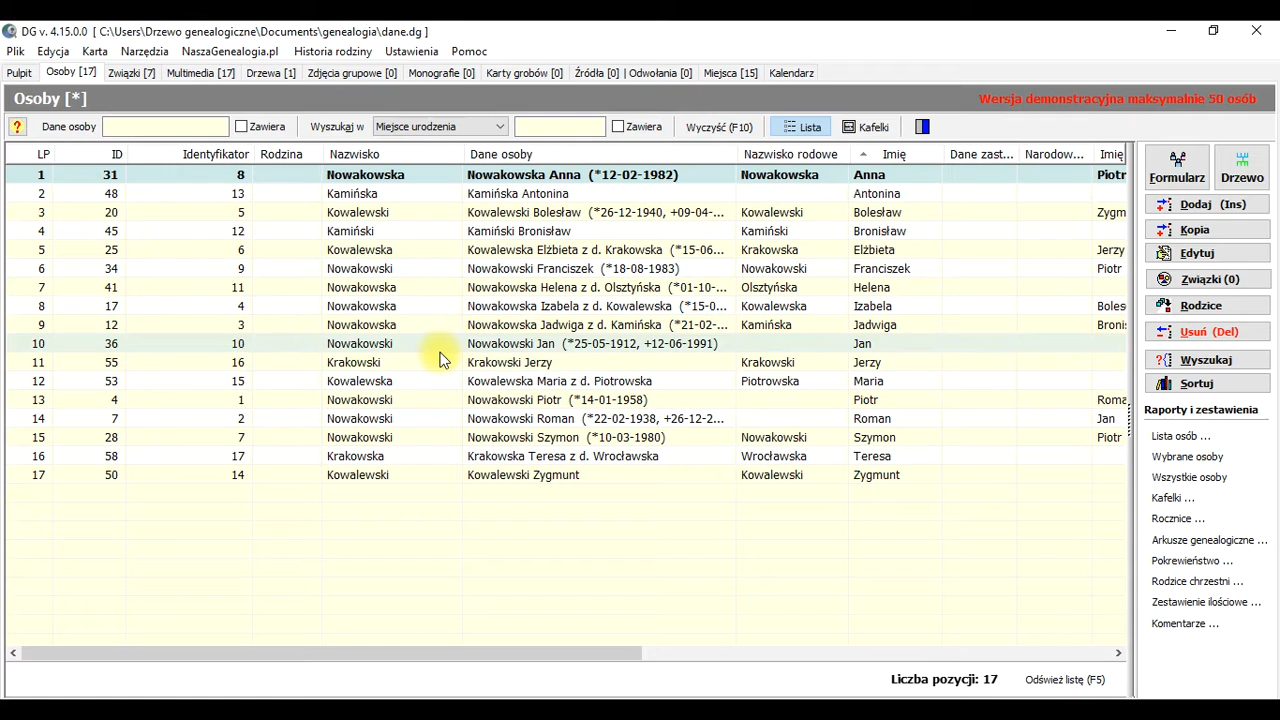 DG v. 4.15.0.0 [ C:\Users\Drzewo genealogiczne\Documents\genealogia\dane.dg ]
Plik Edycja Karta Narzędzia NaszaGenealogia.pl Historia rodziny Ustawienia Pomoc
Pulpit Osoby [17] Związki [7] Multimedia [17] Drzewa [1] Zdjęcia grupowe [0] Monografie [0] Karty grobów [0] Źródła [0] | Odwołania [0] Miejsca [15] Kalendarz
Osoby [*] Wersja demonstracyjna maksymalnie 50 osób
? Dane osoby Zawiera Wyszukaj w Miejsce urodzenia Zawiera Wyczyść (F10) Lista Kafelki
LP ID Identyfikator Rodzina Nazwisko Dane osoby Nazwisko rodowe Imię Dane zast... Narodow... Imię
1 31 8 Nowakowska Nowakowska Anna (*12-02-1982) Nowakowska Anna Piotr
2 48 13 Kamińska Kamińska Antonina Antonina
3 20 5 Kowalewski Kowalewski Bolesław (*26-12-1940, +09-04-... Kowalewski Bolesław Zygm
4 45 12 Kamiński Kamiński Bronisław Kamiński Bronisław
5 25 6 Kowalewska Kowalewska Elżbieta z d. Krakowska (*15-06... Krakowska Elżbieta Jerzy
6 34 9 Nowakowski Nowakowski Franciszek (*18-08-1983) Nowakowski Franciszek Piotr
7 41 11 Nowakowska Nowakowska Helena z d. Olsztyńska (*01-10-... Olsztyńska Helena
8 17 4 Nowakowska Nowakowska Izabela z d. Kowalewska (*15-0... Kowalewska Izabela Boles
9 12 3 Nowakowska Nowakowska Jadwiga z d. Kamińska (*21-02-... Kamińska Jadwiga Broni
10 36 10 Nowakowski Nowakowski Jan (*25-05-1912, +12-06-1991) Jan
11 55 16 Krakowski Krakowski Jerzy Krakowski Jerzy
12 53 15 Kowalewska Kowalewska Maria z d. Piotrowska Piotrowska Maria
13 4 1 Nowakowski Nowakowski Piotr (*14-01-1958) Piotr Roma
14 7 2 Nowakowski Nowakowski Roman (*22-02-1938, +26-12-2... Roman Jan
15 28 7 Nowakowski Nowakowski Szymon (*10-03-1980) Nowakowski Szymon Piotr
16 58 17 Krakowska Krakowska Teresa z d. Wrocławska Wrocławska Teresa
17 50 14 Kowalewski Kowalewski Zygmunt Kowalewski Zygmunt
Liczba pozycji: 17 Odśwież listę (F5)
Formularz Drzewo
Dodaj (Ins)
Kopia
Edytuj
Związki (0)
Rodzice
Usuń (Del)
Wyszukaj
Sortuj
Raporty i zestawienia
Lista osób ...
Wybrane osoby
Wszystkie osoby
Kafelki ...
Rocznice ...
Arkusze genealogiczne ...
Pokrewieństwo ...
Rodzice chrzestni ...
Zestawienie ilościowe ...
Komentarze ...